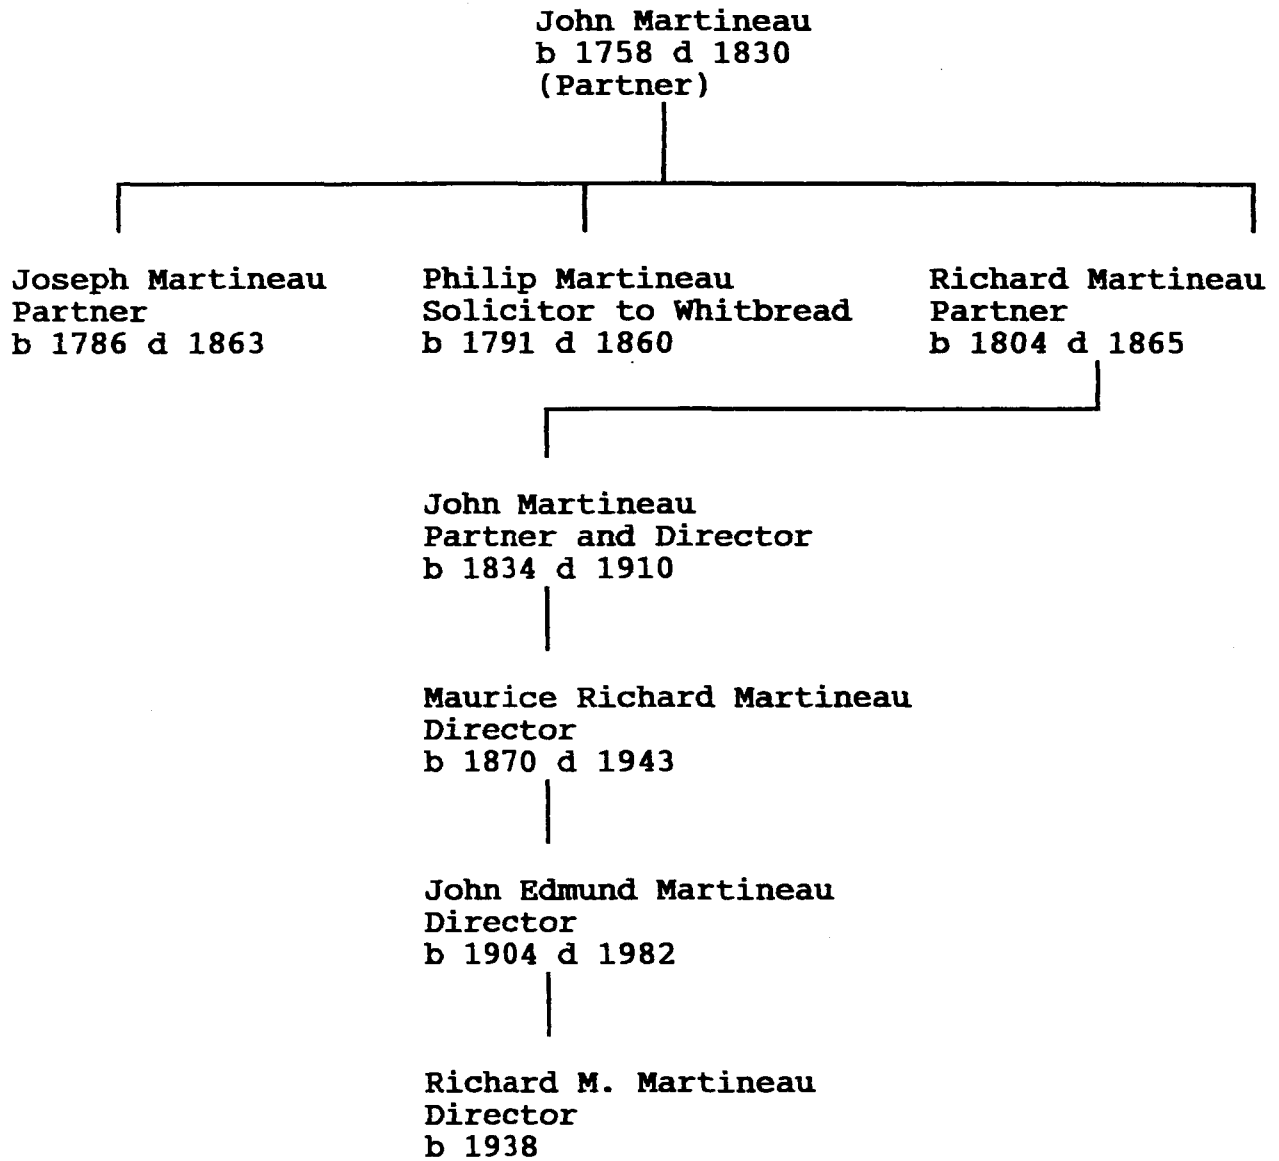 John Martineau
b 1758 d 1830
(Partner)
Joseph Martineau
Partner
b 1786 d 1863
Philip Martineau
Solicitor to Whitbread
b 1791 d 1860
Richard Martineau
Partner
b 1804 d 1865
John Martineau
Partner and Director
b 1834 d 1910
Maurice Richard Martineau
Director
b 1870 d 1943
John Edmund Martineau
Director
b 1904 d 1982
Richard M. Martineau
Director
b 1938